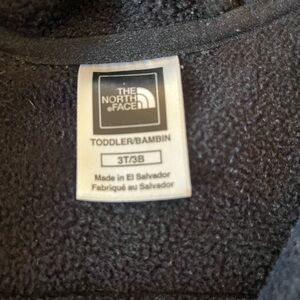 THE
NORTH
FACE
TODDLER/BAMBIN
3T/3B
Made in El Salvador
Fabriqué au Salvador